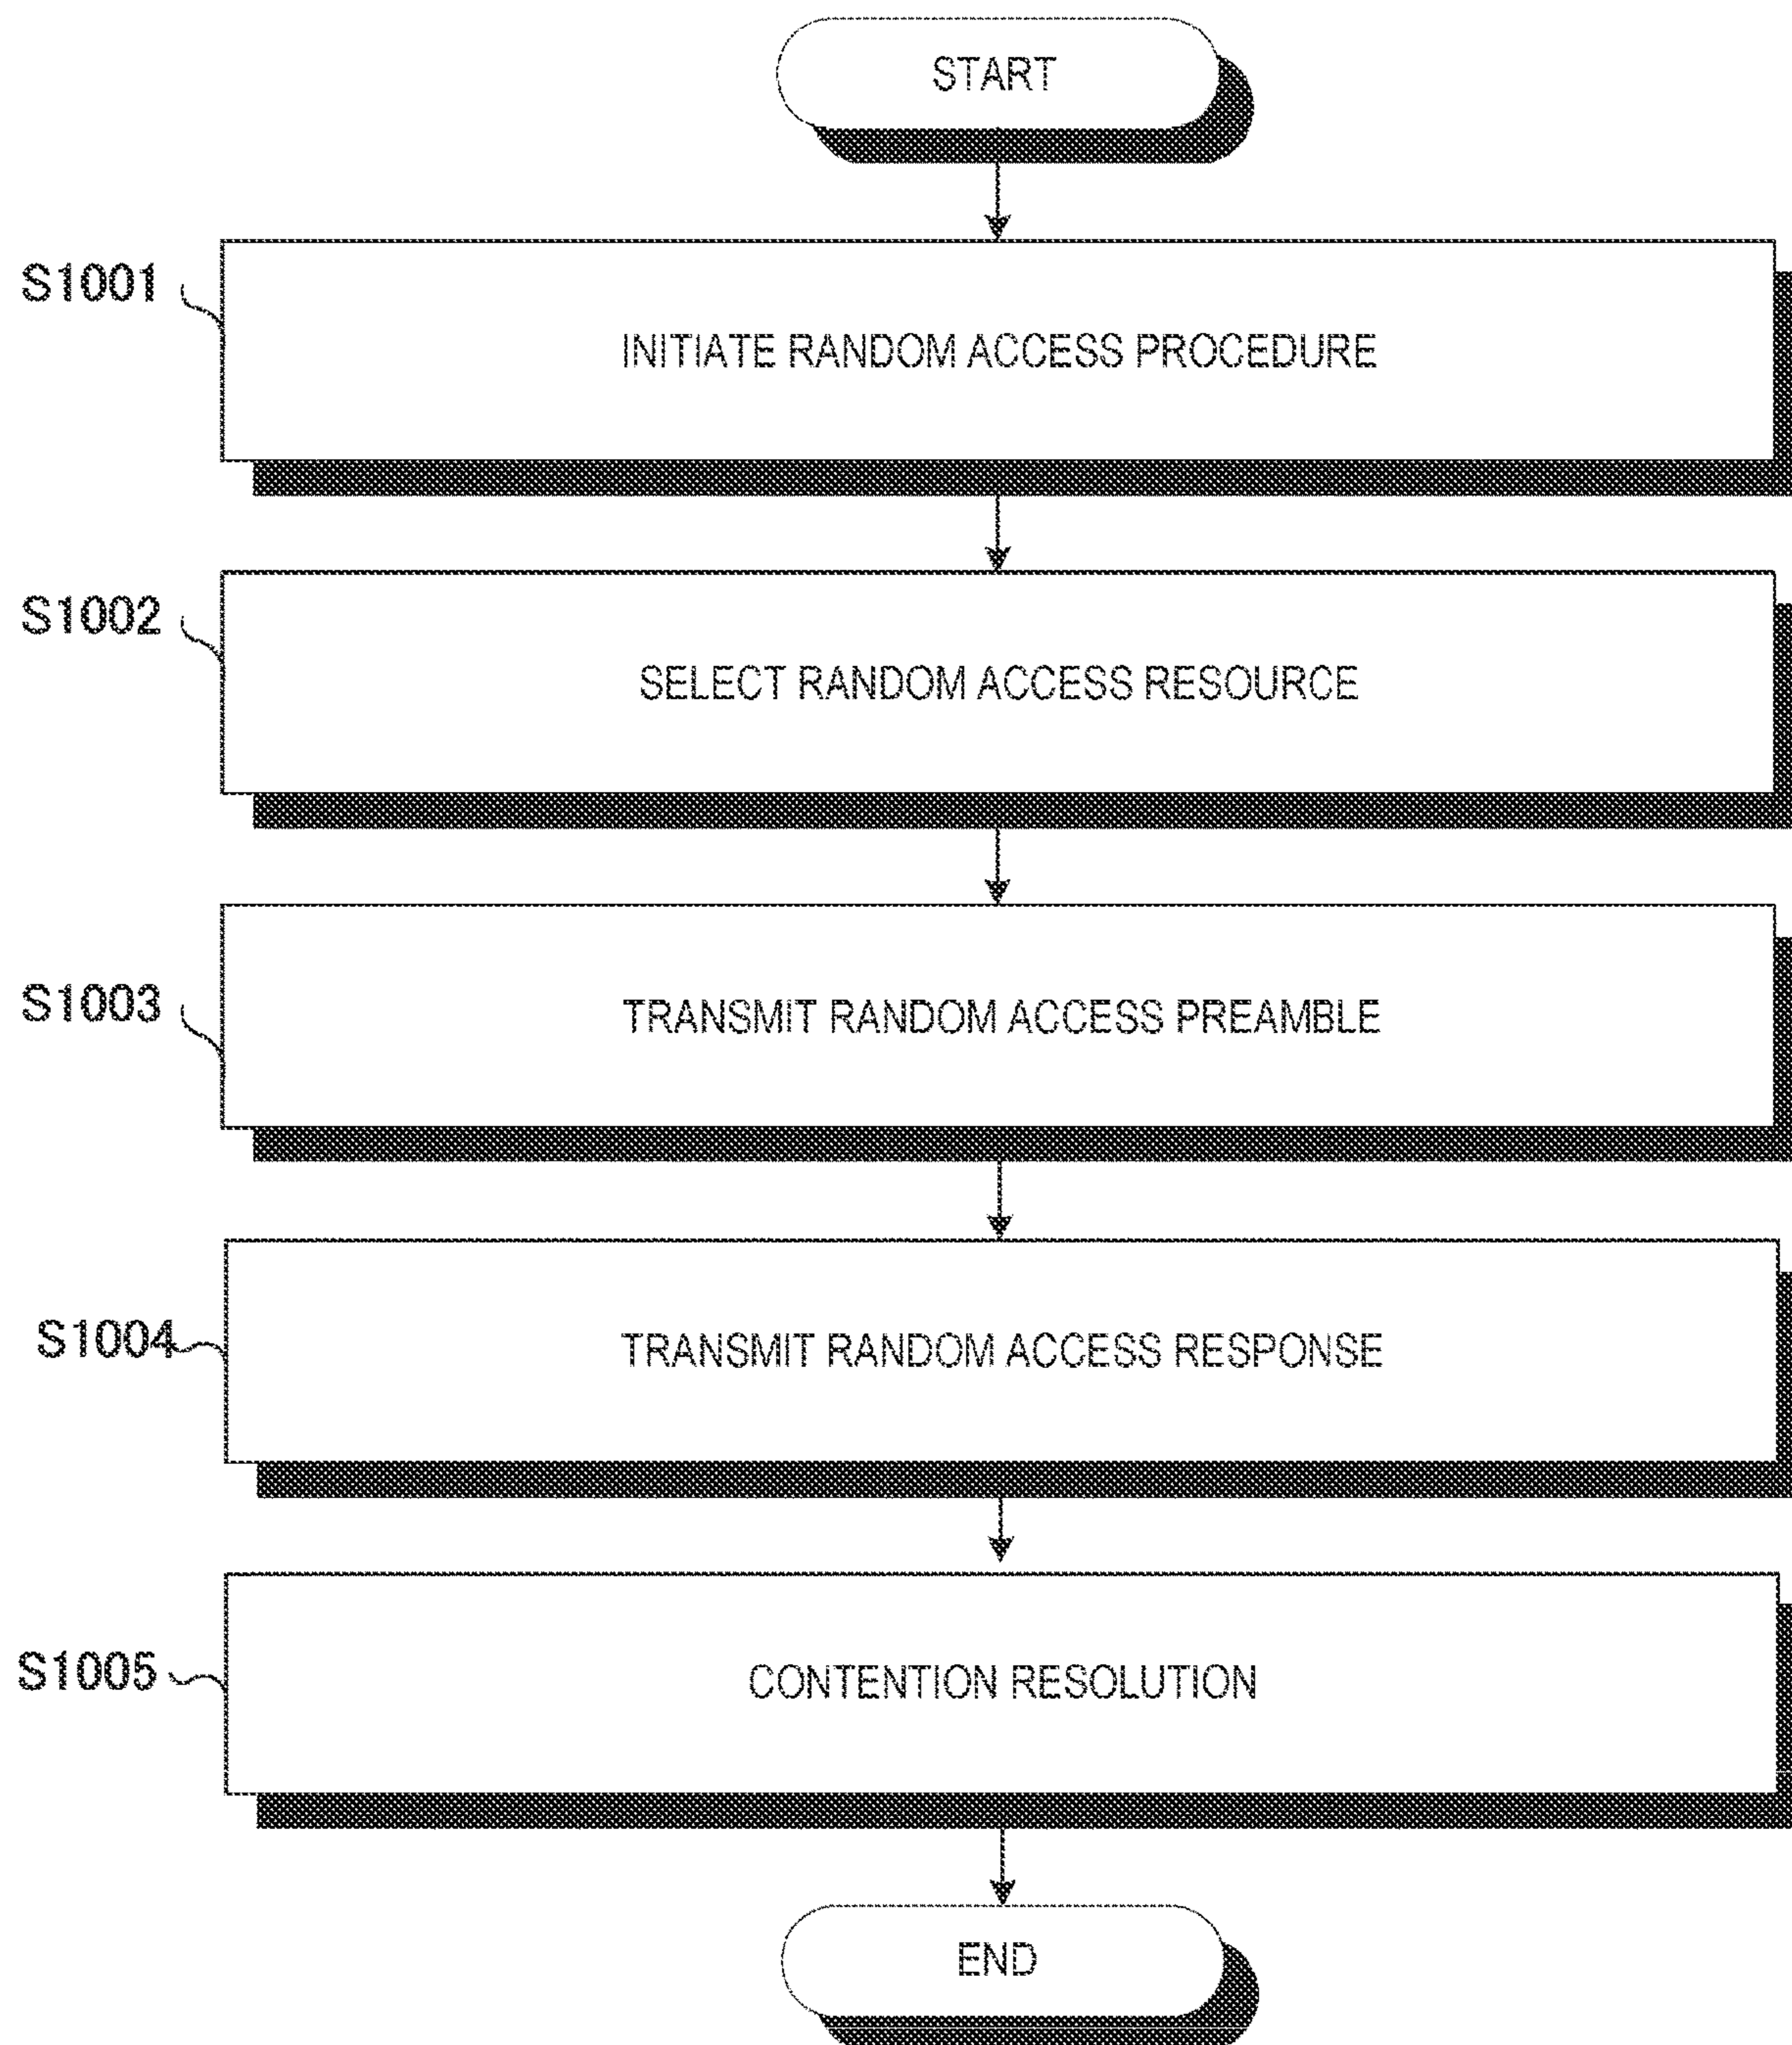 START
S1001
INITIATE RANDOM ACCESS PROCEDURE
S1002
SELECT RANDOM ACCESS RESOURCE
S1003
TRANSMIT RANDOM ACCESS PREAMBLE
S1004
TRANSMIT RANDOM ACCESS RESPONSE
S1005
CONTENTION RESOLUTION
END